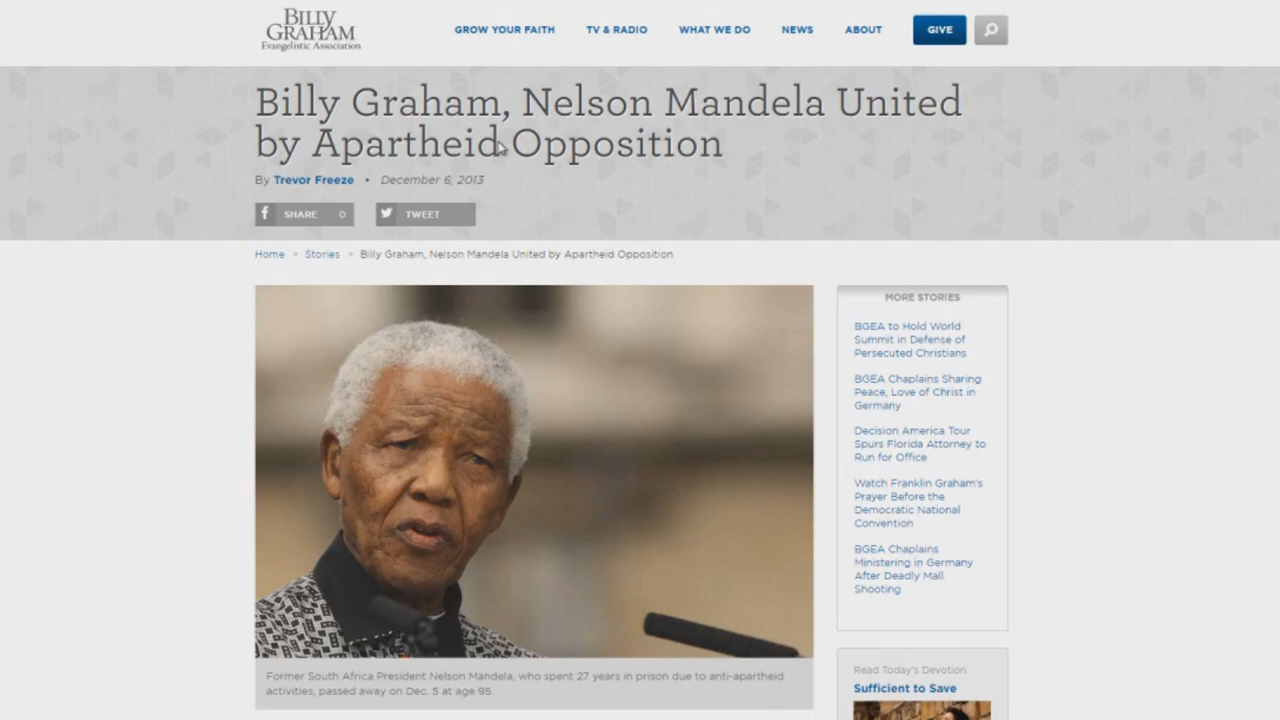 BILLY
GRAHAM
Evangelistic Association
GROW YOUR FAITH
TV & RADIO
WHAT WE DO
NEWS
ABOUT
GIVE
Billy Graham, Nelson Mandela United
by Apartheid Opposition
By Trevor Freeze • December 6, 2013
SHARE 0
TWEET
Home » Stories » Billy Graham, Nelson Mandela United by Apartheid Opposition
Former South Africa President Nelson Mandela, who spent 27 years in prison due to anti-apartheid
activities, passed away on Dec. 5 at age 95.
MORE STORIES
BGEA to Hold World
Summit in Defense of
Persecuted Christians
BGEA Chaplains Sharing
Peace, Love of Christ in
Germany
Decision America Tour
Spurs Florida Attorney to
Run for Office
Watch Franklin Graham's
Prayer Before the
Democratic National
Convention
BGEA Chaplains
Ministering in Germany
After Deadly Mall
Shooting
Read Today's Devotion
Sufficient to Save